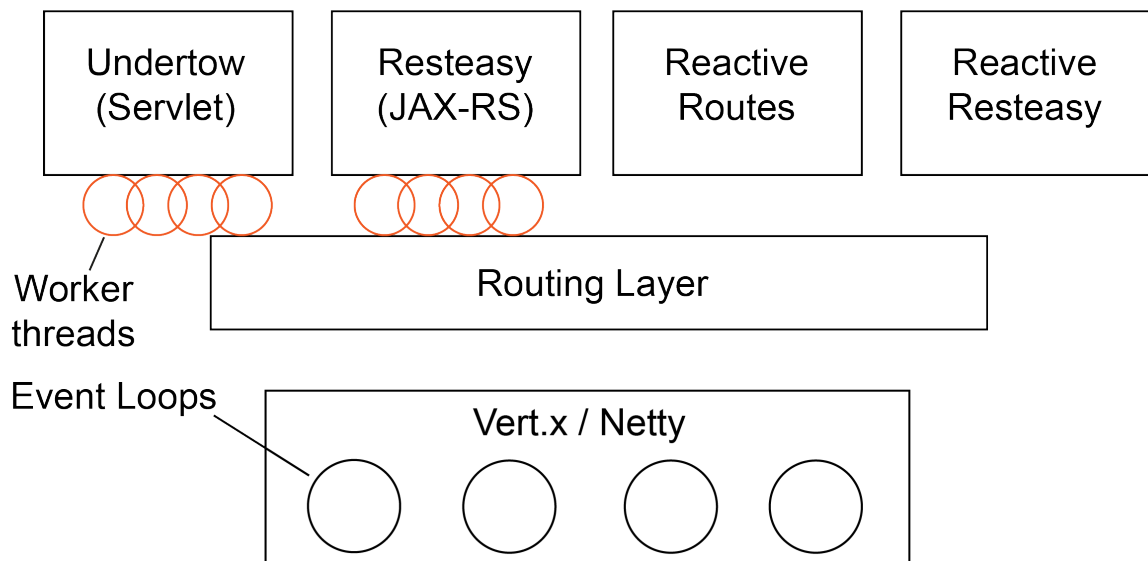 Undertow
(Servlet)
Resteasy
(JAX-RS)
Reactive
Routes
Reactive
Resteasy
Worker
threads
Routing Layer
Event Loops
Vert.x / Netty